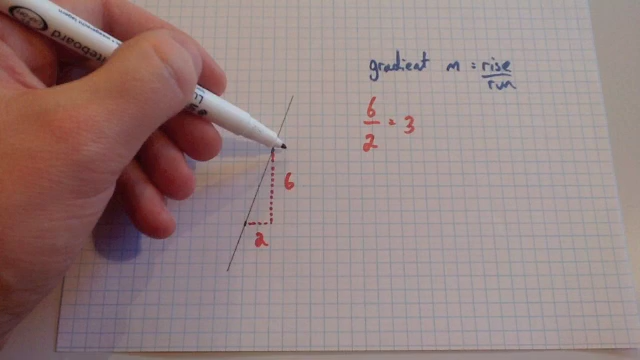 gradient m = rise/run
6/2 = 3
6
2